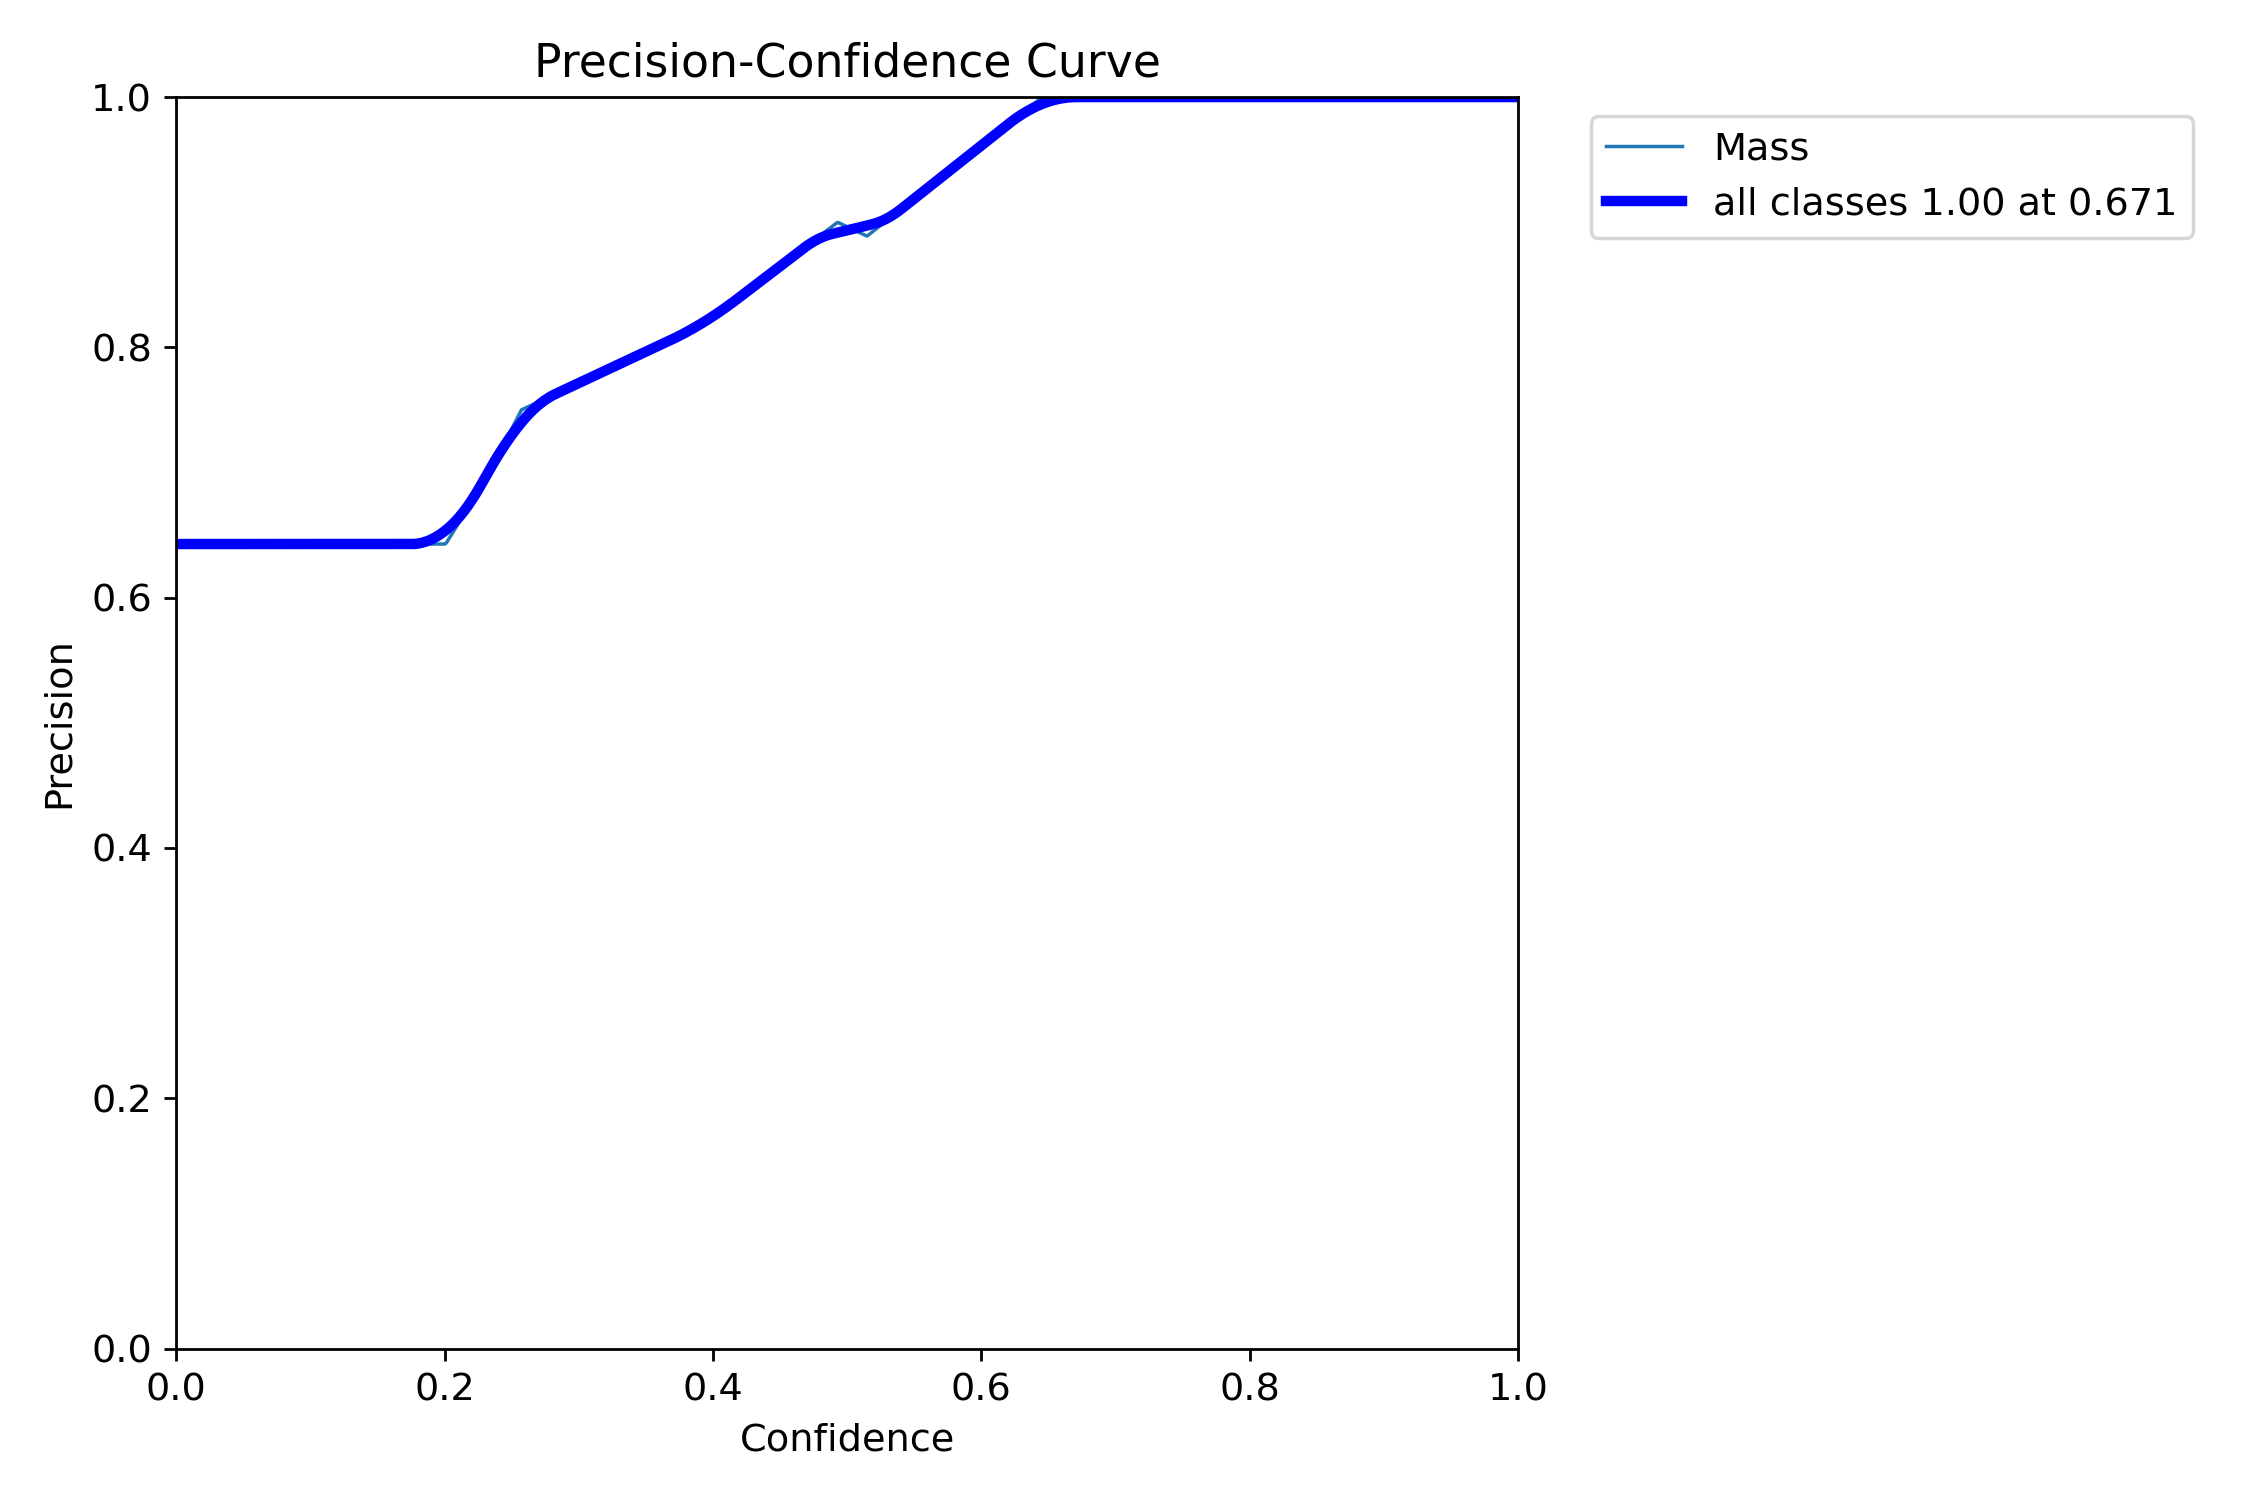 Precision-Confidence Curve
1.0
0.8
0.6
0.4
0.2
0.0
Precision
0.0 0.2 0.4 0.6 0.8 1.0
Confidence
Mass
all classes 1.00 at 0.671